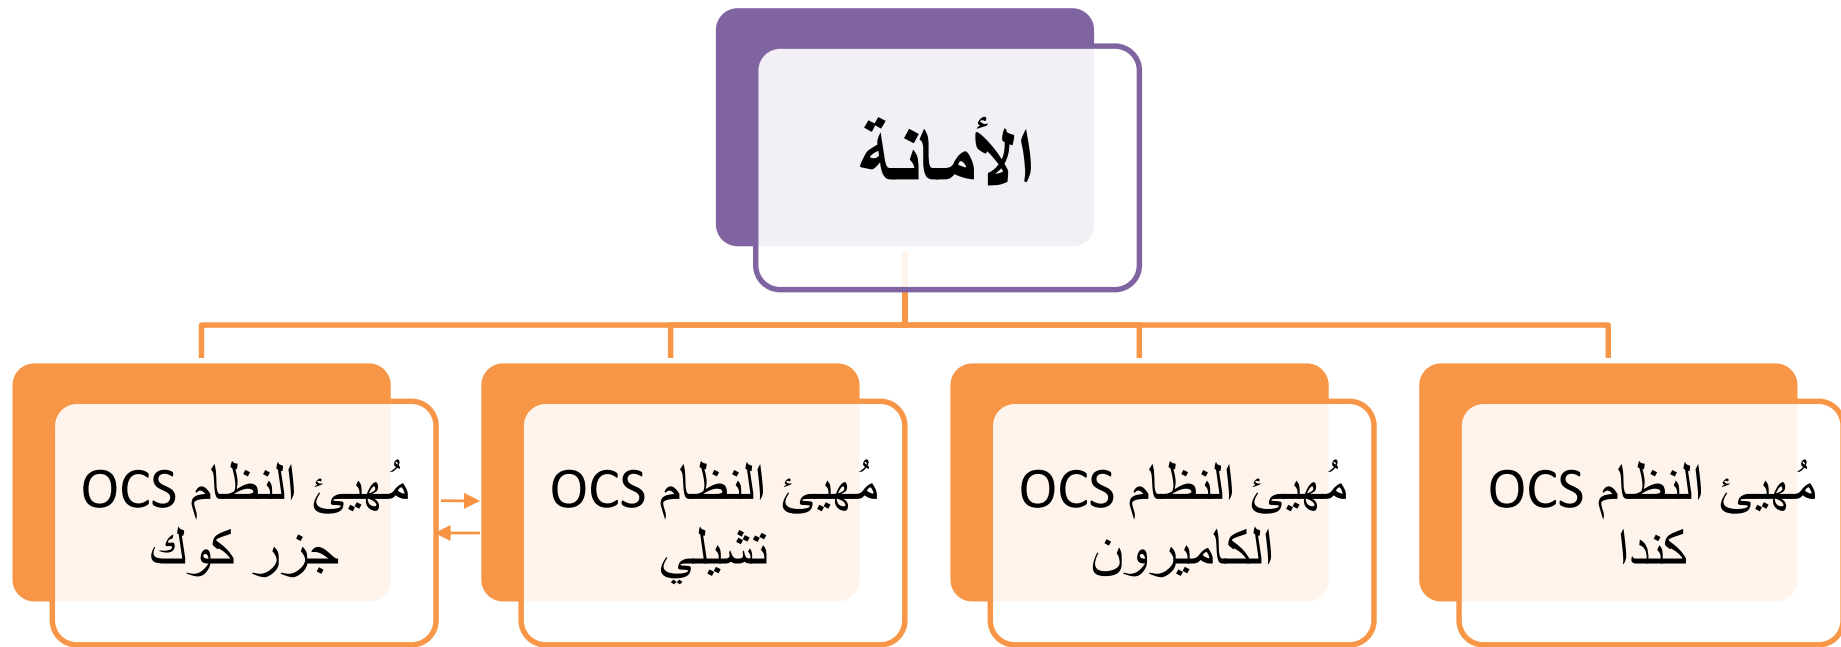 الأمانة
مُهيئ النظام OCS
كندا
مُهيئ النظام OCS
الكاميرون
مُهيئ النظام OCS
تشيلي
مُهيئ النظام OCS
جزر كوك